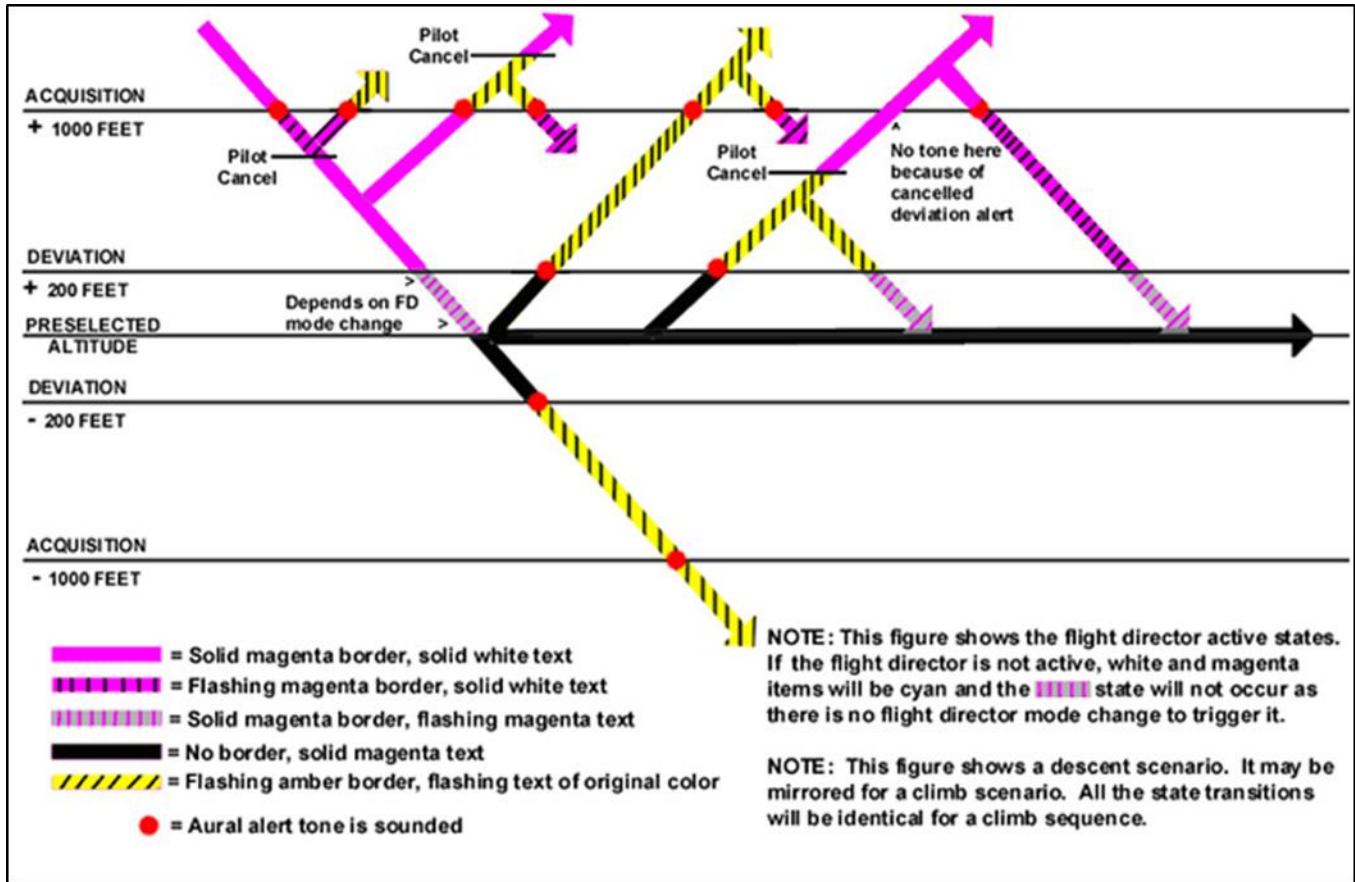 Pilot
Cancel
ACQUISITION
+ 1000 FEET
Pilot
Cancel
Pilot
Cancel
^
No tone here
because of
cancelled
deviation alert
DEVIATION
+ 200 FEET
>
Depends on FD
mode change >
PRESELECTED
ALTITUDE
DEVIATION
- 200 FEET
ACQUISITION
- 1000 FEET
= Solid magenta border, solid white text
= Flashing magenta border, solid white text
= Solid magenta border, flashing magenta text
= No border, solid magenta text
= Flashing amber border, flashing text of original color
= Aural alert tone is sounded
NOTE: This figure shows the flight director active states.
If the flight director is not active, white and magenta
items will be cyan and the state will not occur as
there is no flight director mode change to trigger it.
NOTE: This figure shows a descent scenario. It may be
mirrored for a climb scenario. All the state transitions
will be identical for a climb sequence.